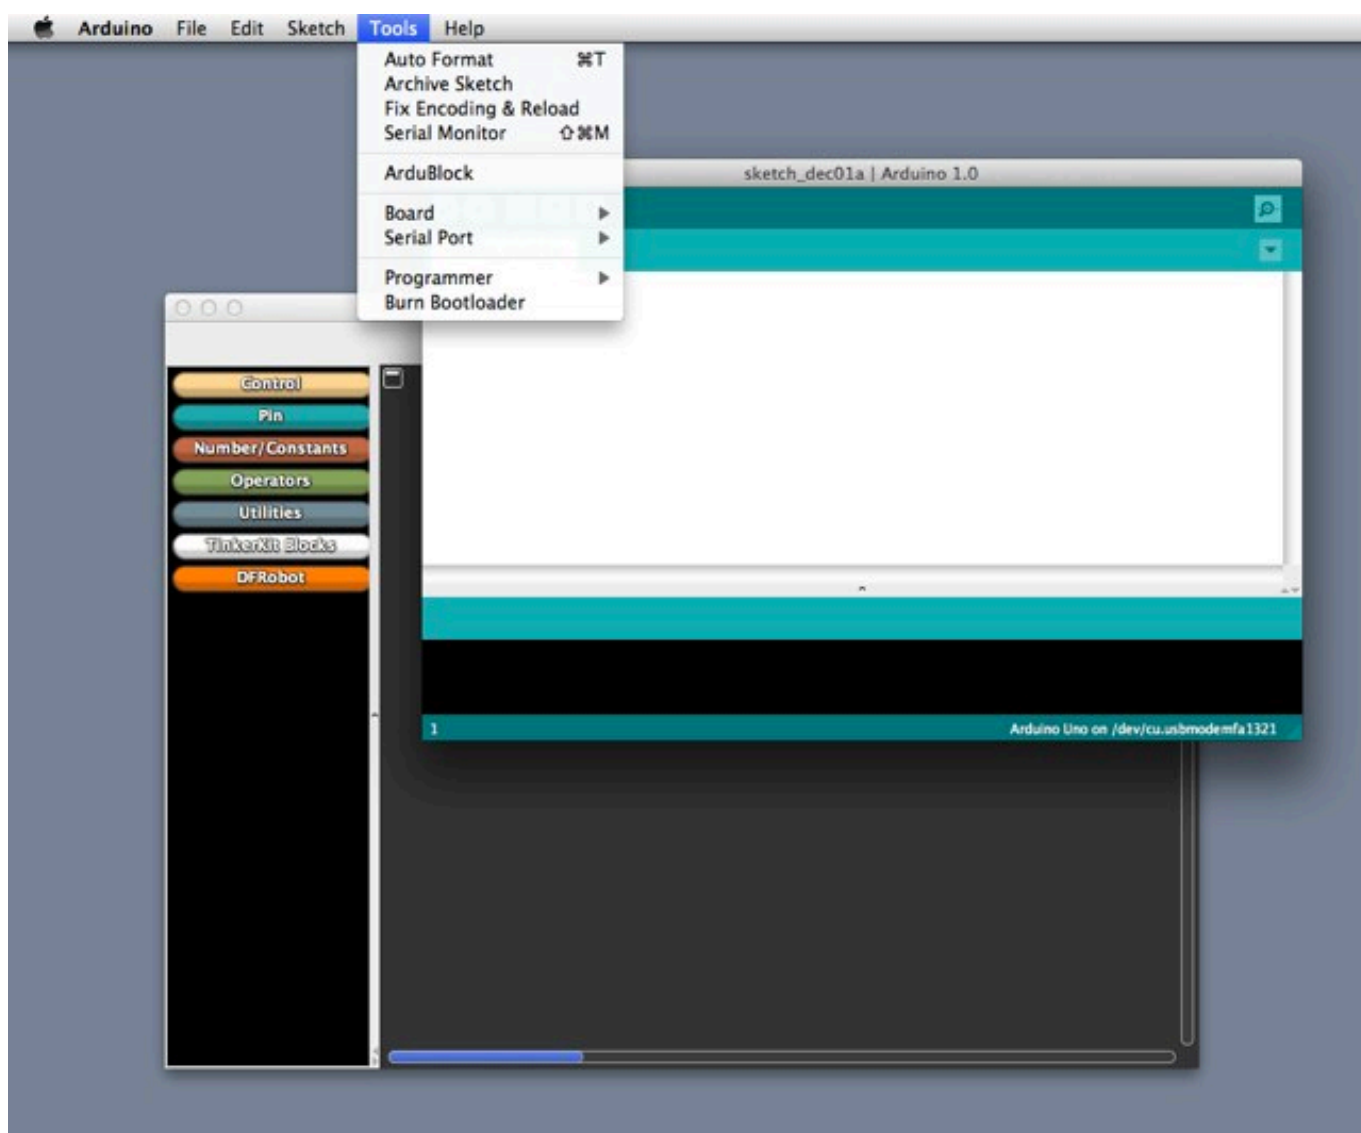 Arduino File Edit Sketch Tools Help
Auto Format ⌘T
Archive Sketch
Fix Encoding & Reload
Serial Monitor ⇧⌘M
ArduBlock
Board
Serial Port
Programmer
Burn Bootloader
sketch_dec01a | Arduino 1.0
Control
Pin
Number/Constants
Operators
Utilities
TinkerKit Blocks
DFRobot
1 Arduino Uno on /dev/cu.usbmodemfa1321